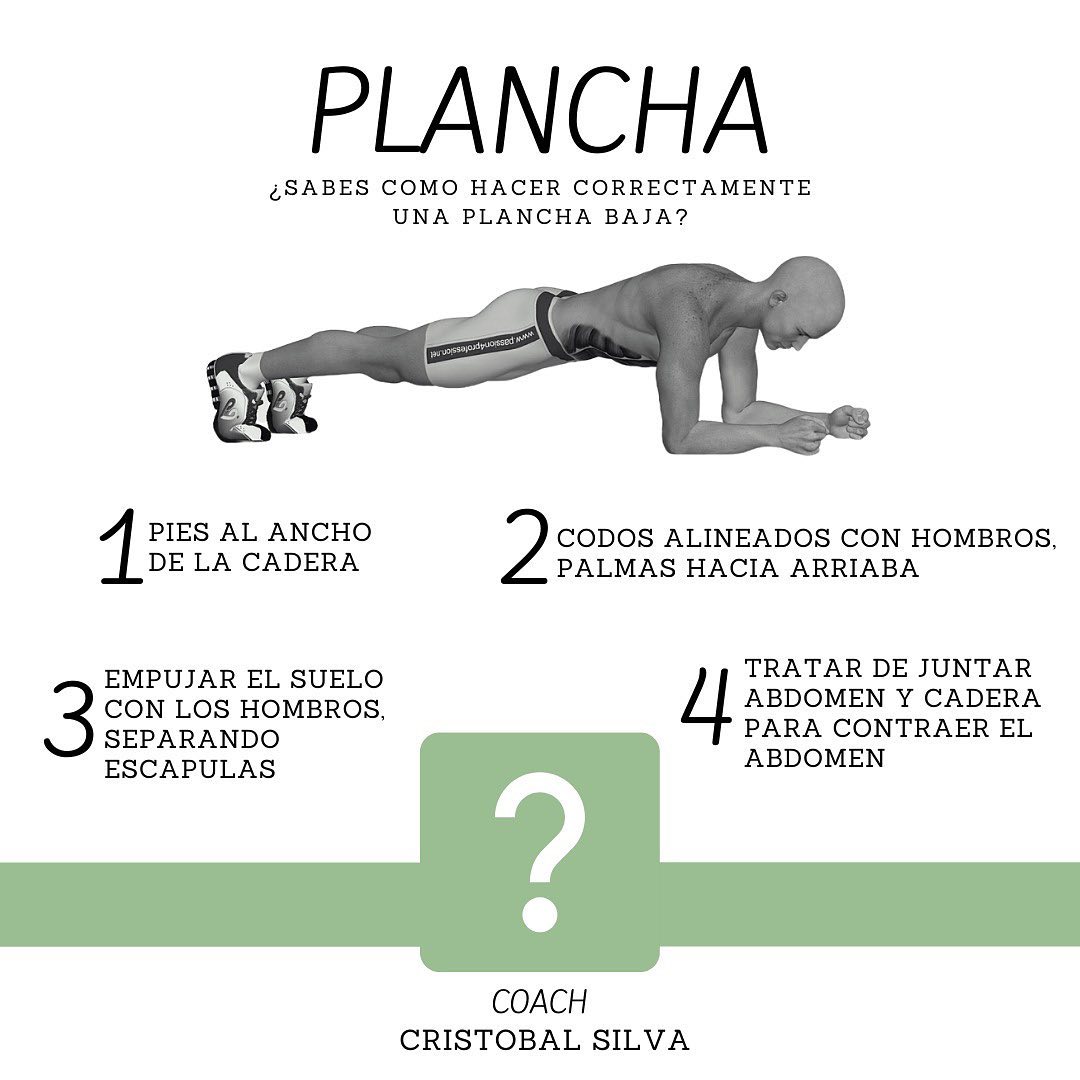 PLANCHA
¿SABES COMO HACER CORRECTAMENTE
UNA PLANCHA BAJA?
www.passion4profession.net
1
PIES AL ANCHO
DE LA CADERA
2
CODOS ALINEADOS CON HOMBROS,
PALMAS HACIA ARRIABA
3
EMPUJAR EL SUELO
CON LOS HOMBROS,
SEPARANDO
ESCAPULAS
4
TRATAR DE JUNTAR
ABDOMEN Y CADERA
PARA CONTRAER EL
ABDOMEN
?
COACH
CRISTOBAL SILVA